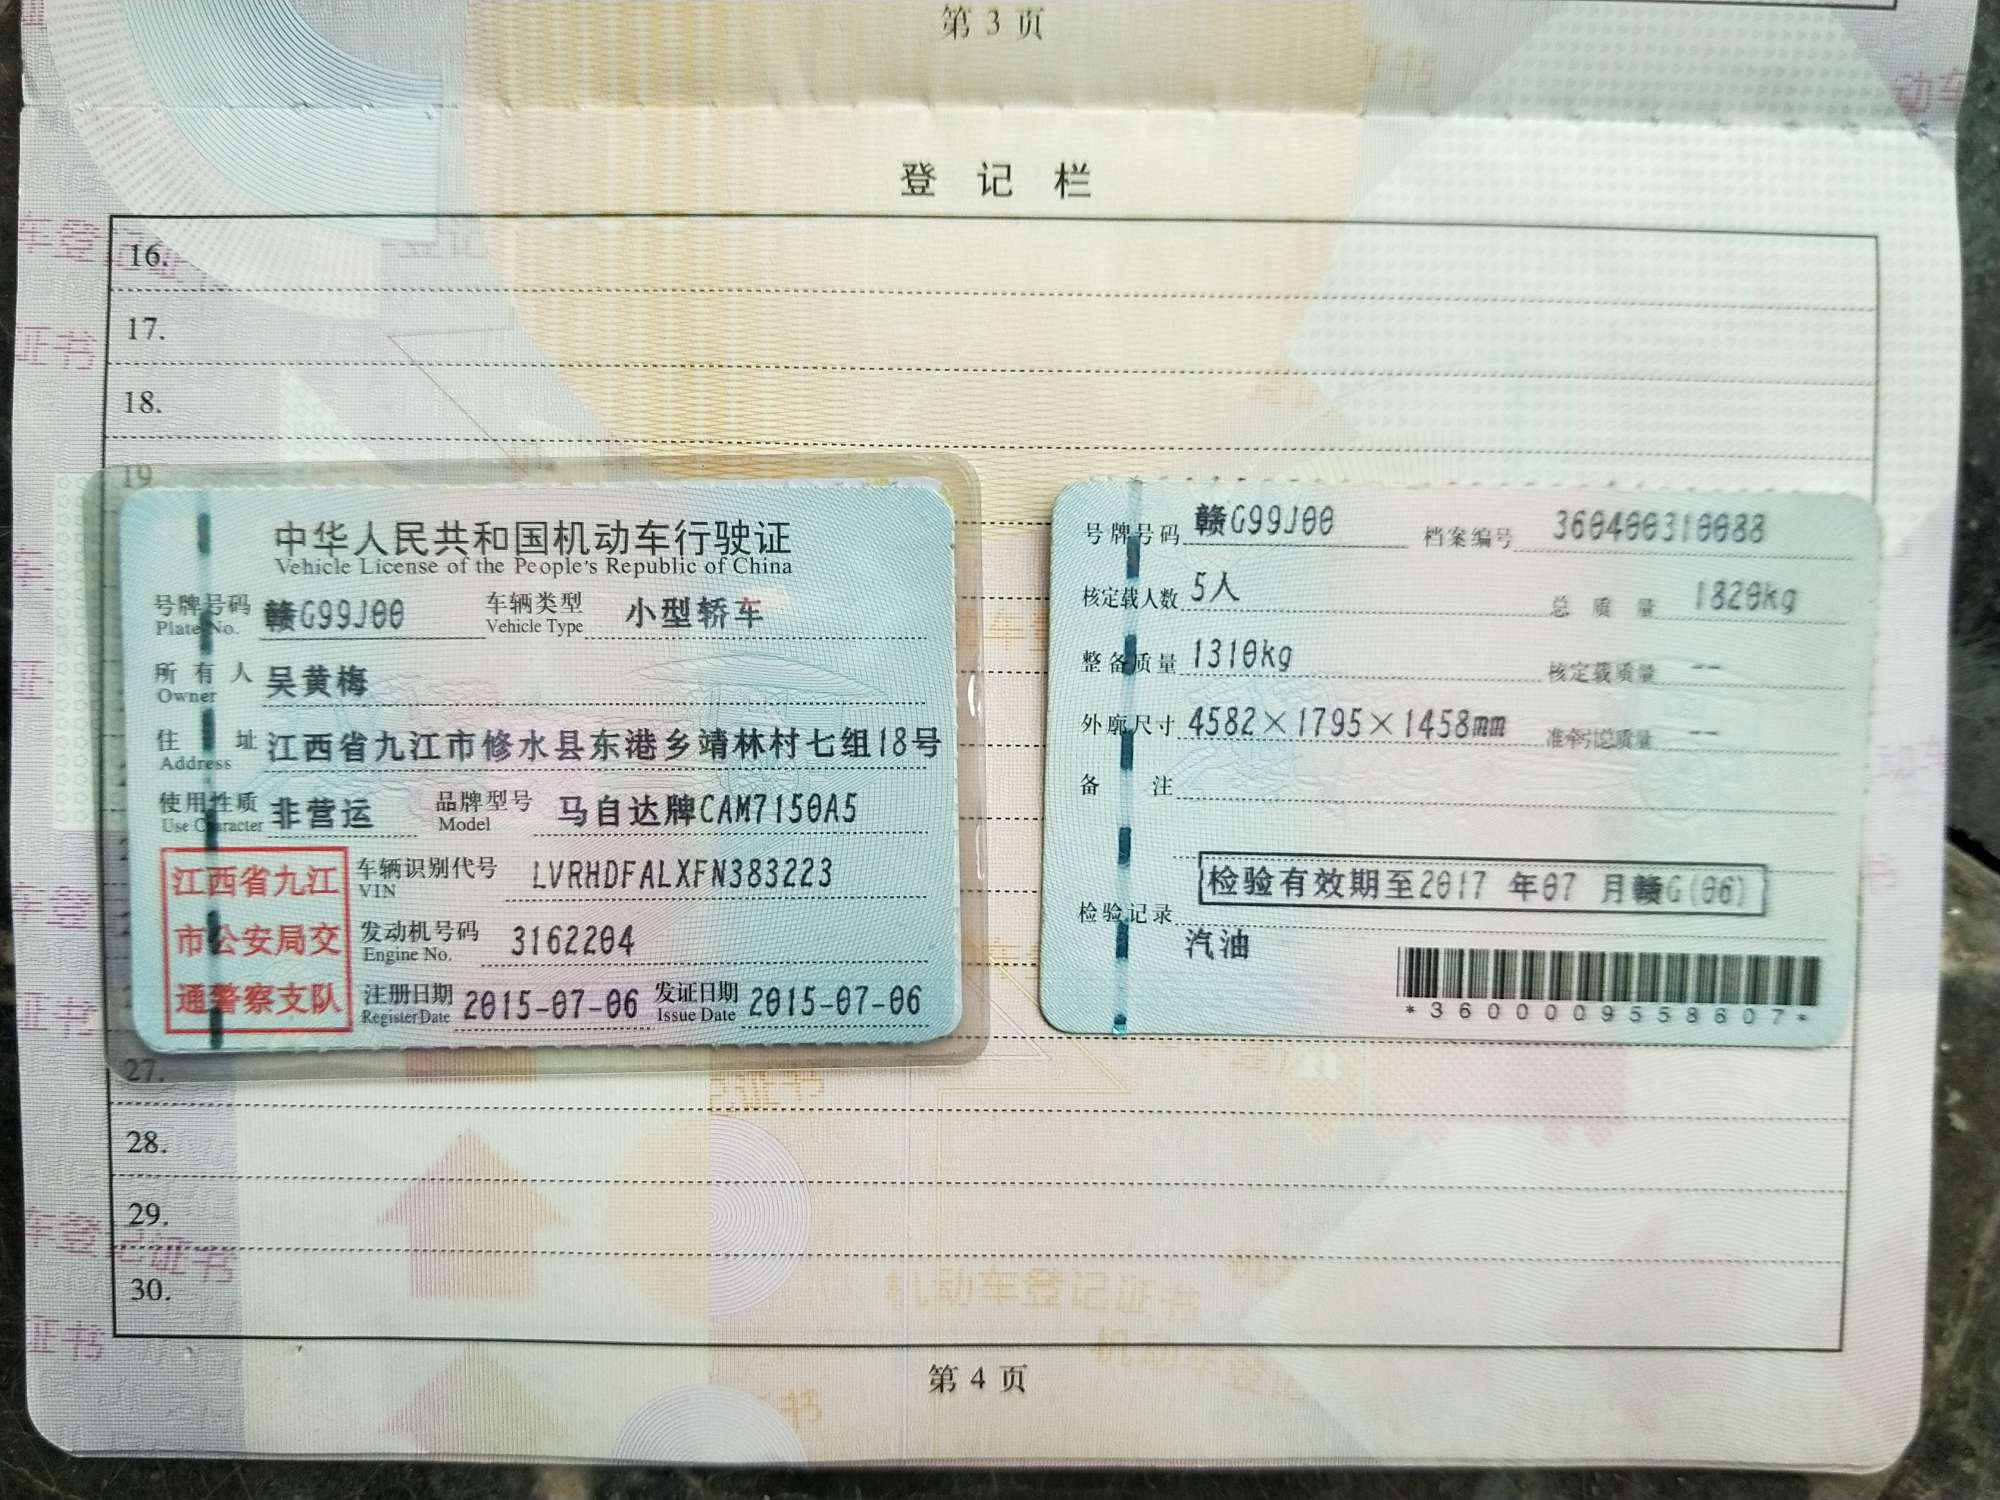 第 3 页
登 记 栏
16.
17.
18.
19
中华人民共和国机动车行驶证
Vehicle License of the People's Republic of China
号牌号码 赣G99J00 车辆类型 小型轿车
Plate No. Vehicle Type
所有人 吴黄梅
Owner
住址 江西省九江市修水县东港乡靖林村七组18号
Address
使用性质 非营运 品牌型号 马自达牌CAM7150A5
Use Character Model
江西省九江
市公安局交
通警察支队
车辆识别代号 LVRHDFALXFN383223
VIN
发动机号码 3162204
Engine No.
注册日期 2015-07-06 发证日期 2015-07-06
Register Date Issue Date
号牌号码 赣G99J00 档案编号 360400310088
核定载人数 5人 总质量 1820kg
整备质量 1310kg 核定载质量 --
外廓尺寸 4582×1795×1458mm 准牵引总质量 --
备注
检验有效期至2017 年07 月赣G(06)
检验记录
汽油
*3600009558607*
27.
28.
29.
30.
机动车登记证书
第 4 页